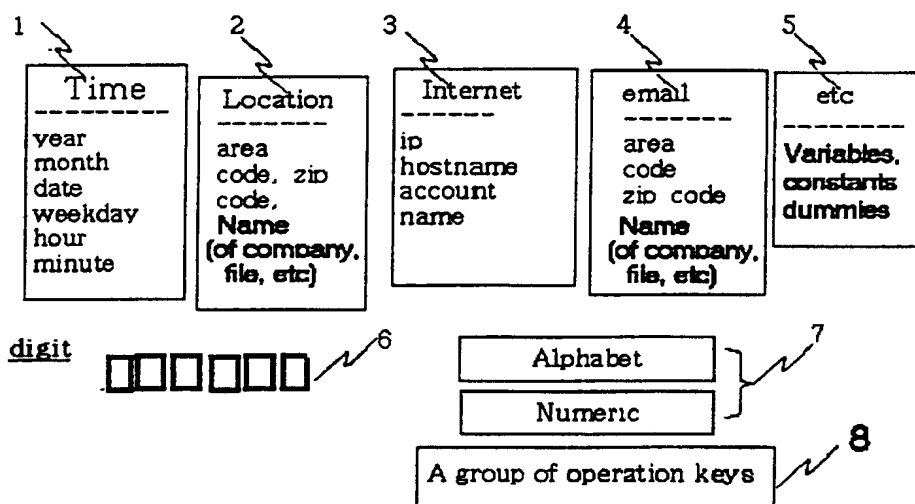 1
2
3
4
5
Time
year
month
date
weekday
hour
minute
Location
area
code, zip
code,
Name
(of company,
file, etc)
Internet
ip
hostname
account
name
email
area
code
zip code
Name
(of company,
file, etc)
etc
Variables,
constants
dummies
digit
6
Alphabet
Numeric
7
A group of operation keys
8